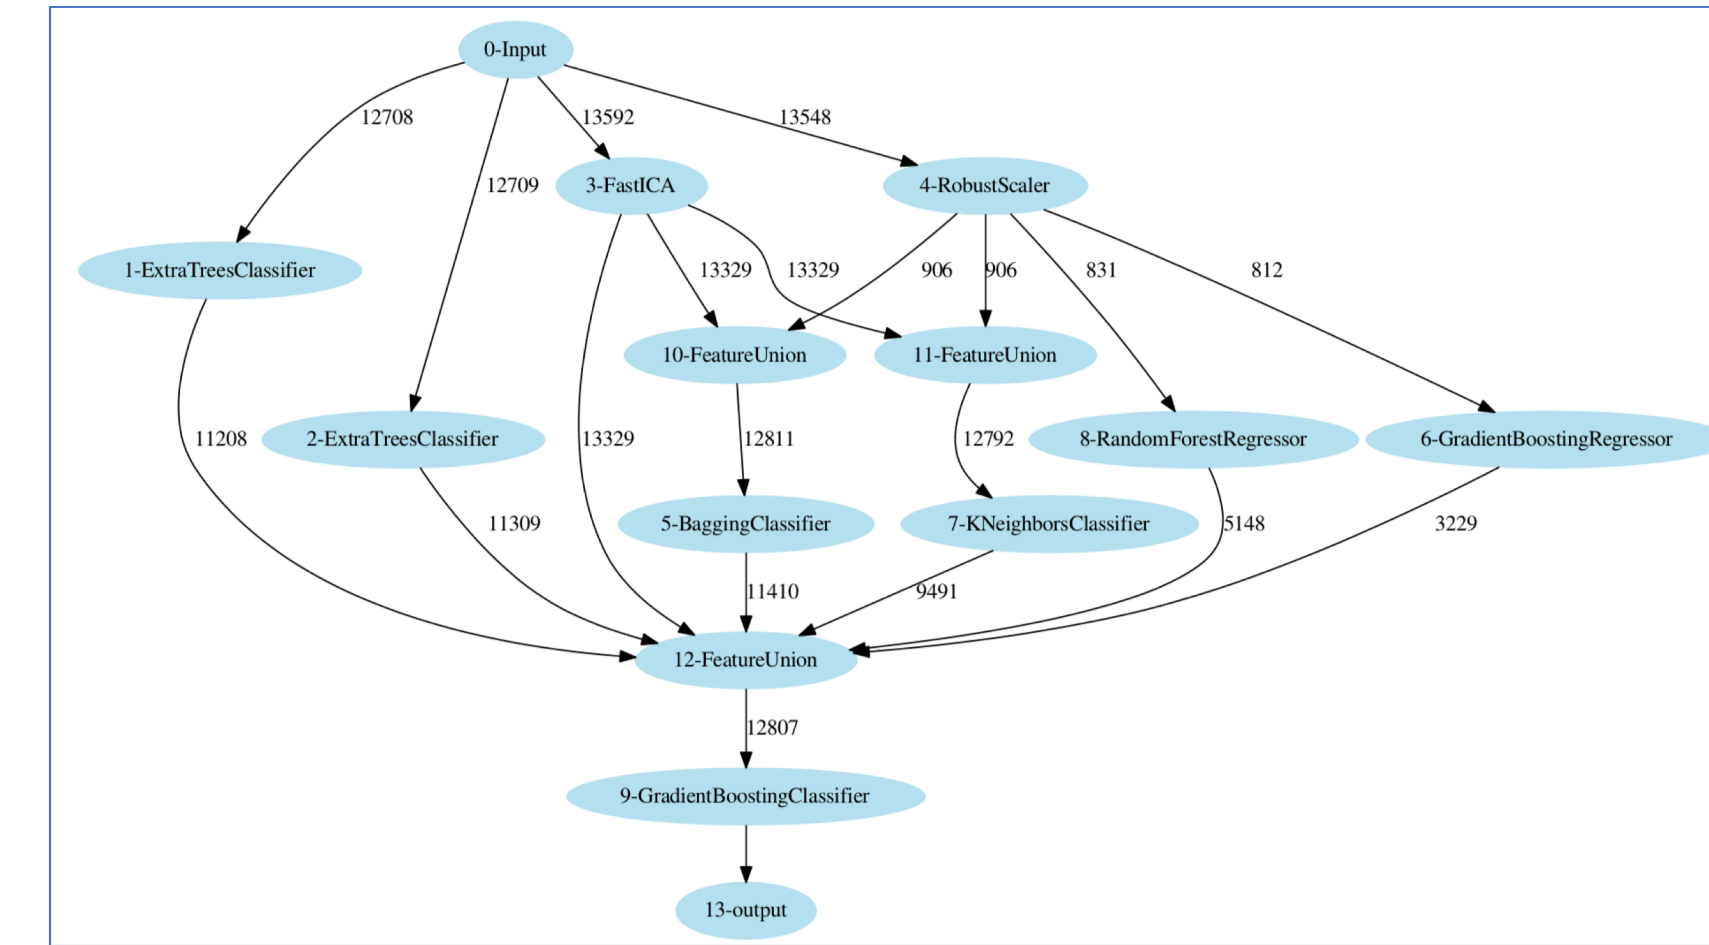 0-Input
12708
13592
13548
12709
3-FastICA
4-RobustScaler
1-ExtraTreesClassifier
13329
13329
906
906
831
812
10-FeatureUnion
11-FeatureUnion
11208
2-ExtraTreesClassifier
13329
12811
12792
8-RandomForestRegressor
6-GradientBoostingRegressor
11309
5-BaggingClassifier
7-KNeighborsClassifier
5148
3229
11410
9491
12-FeatureUnion
12807
9-GradientBoostingClassifier
13-output